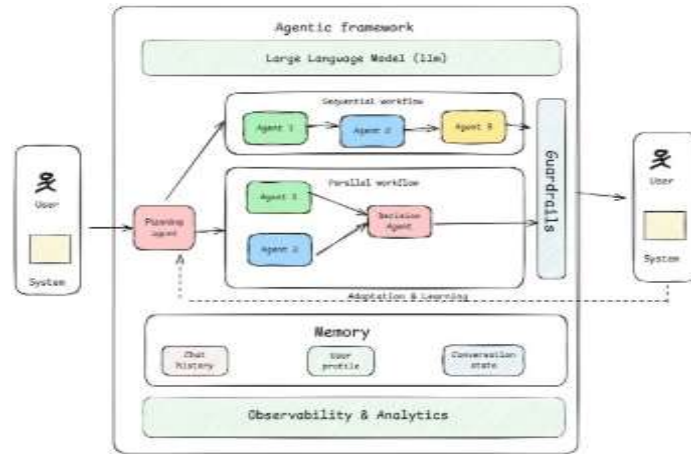 Agentic framework
Large Language Model (llm)
Sequential workflow
Agent 1
Agent 2
Agent 3
Guardrails
User
System
Planning
agent
Parallel workflow
Agent 1
Agent 2
Decision
Agent
User
System
Adaptation & Learning
Memory
Chat
history
User
profile
Conversation
state
Observability & Analytics